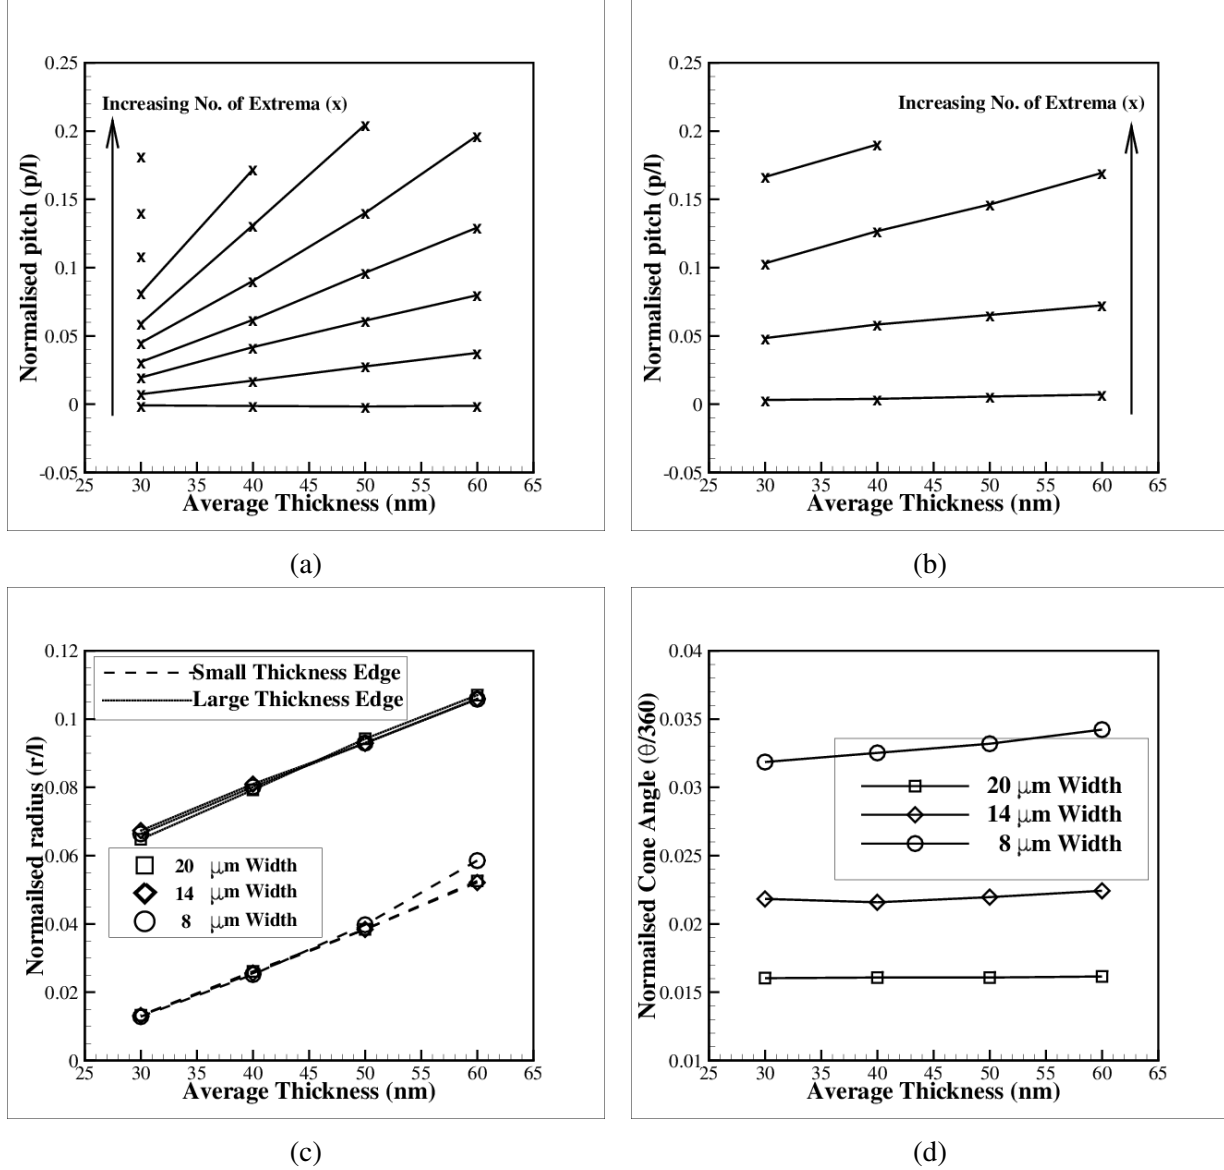 0.25
0.2
0.15
0.1
0.05
0
-0.05
25 30 35 40 45 50 55 60 65
Normalised pitch (p/l)
Average Thickness (nm)
Increasing No. of Extrema (x)
(a)
0.25
0.2
0.15
0.1
0.05
0
-0.05
25 30 35 40 45 50 55 60 65
Normalised pitch (p/l)
Average Thickness (nm)
Increasing No. of Extrema (x)
(b)
0.12
0.1
0.08
0.06
0.04
0.02
0
25 30 35 40 45 50 55 60 65
Normailsed radius (r/l)
Average Thickness (nm)
Small Thickness Edge
Large Thickness Edge
20 μm Width
14 μm Width
8 μm Width
(c)
0.04
0.035
0.03
0.025
0.02
0.015
0.01
25 30 35 40 45 50 55 60 65
Normailsed Cone Angle (θ/360)
Average Thickness (nm)
20 μm Width
14 μm Width
8 μm Width
(d)